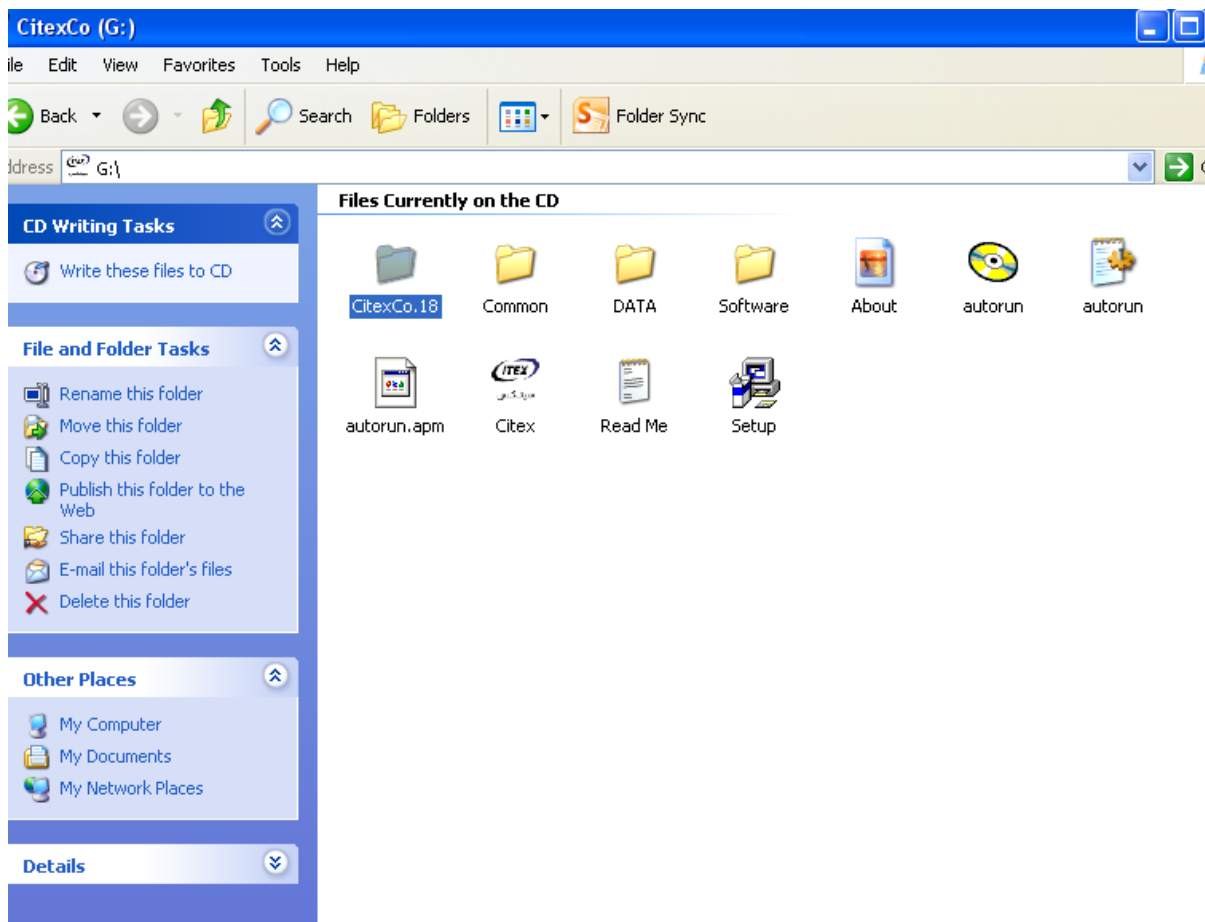 CitexCo (G:)
ile Edit View Favorites Tools Help
Back Search Folders Folder Sync
ddress G:\
Files Currently on the CD
CD Writing Tasks
Write these files to CD
CitexCo.18 Common DATA Software About autorun autorun
File and Folder Tasks
Rename this folder
Move this folder
Copy this folder
Publish this folder to the
Web
Share this folder
E-mail this folder's files
Delete this folder
CITEX
سیتکس
autorun.apm Citex Read Me Setup
Other Places
My Computer
My Documents
My Network Places
Details